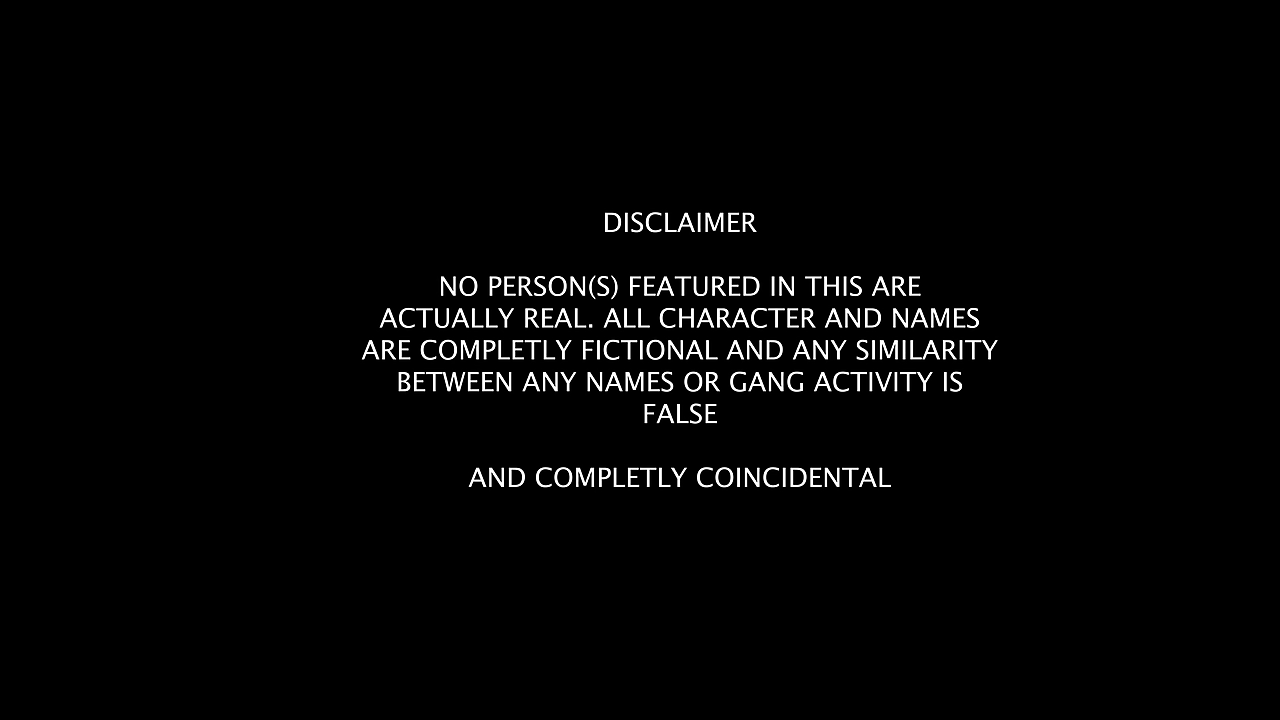 DISCLAIMER
NO PERSON(S) FEATURED IN THIS ARE
ACTUALLY REAL. ALL CHARACTER AND NAMES
ARE COMPLETLY FICTIONAL AND ANY SIMILARITY
BETWEEN ANY NAMES OR GANG ACTIVITY IS
FALSE
AND COMPLETLY COINCIDENTAL